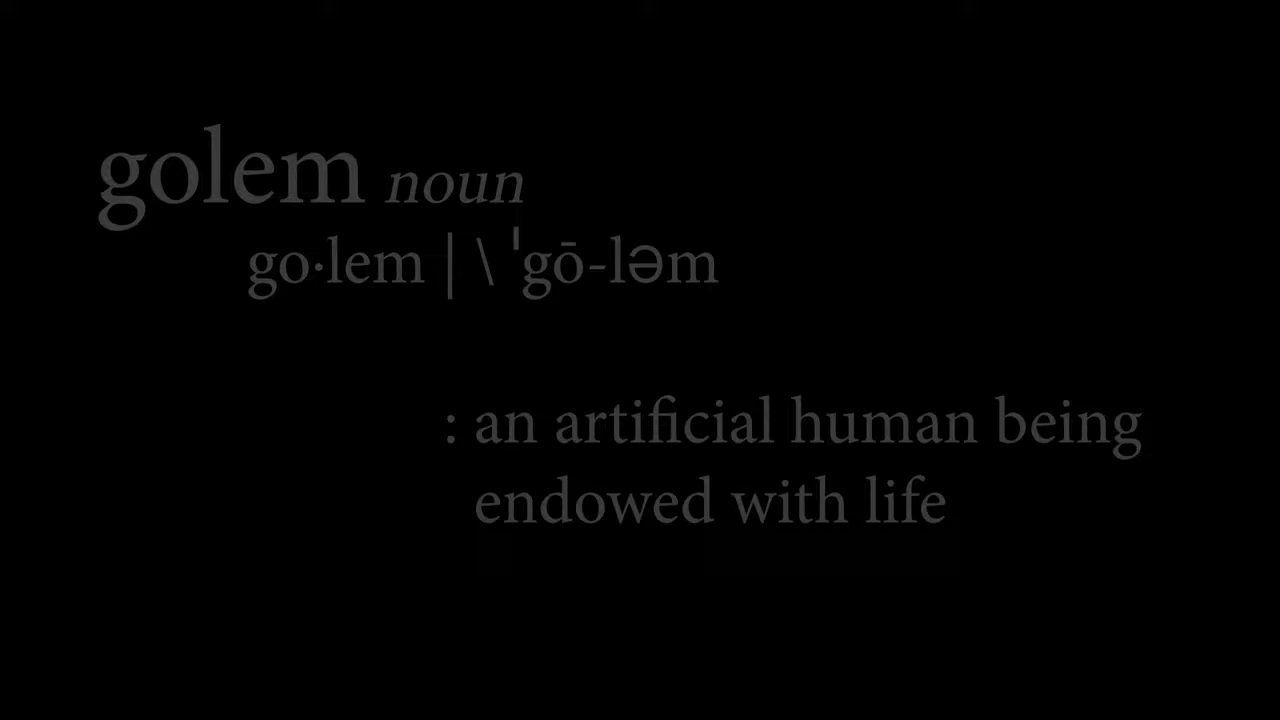 golem noun
go·lem | \ ˈgō-ləm
: an artificial human being
endowed with life